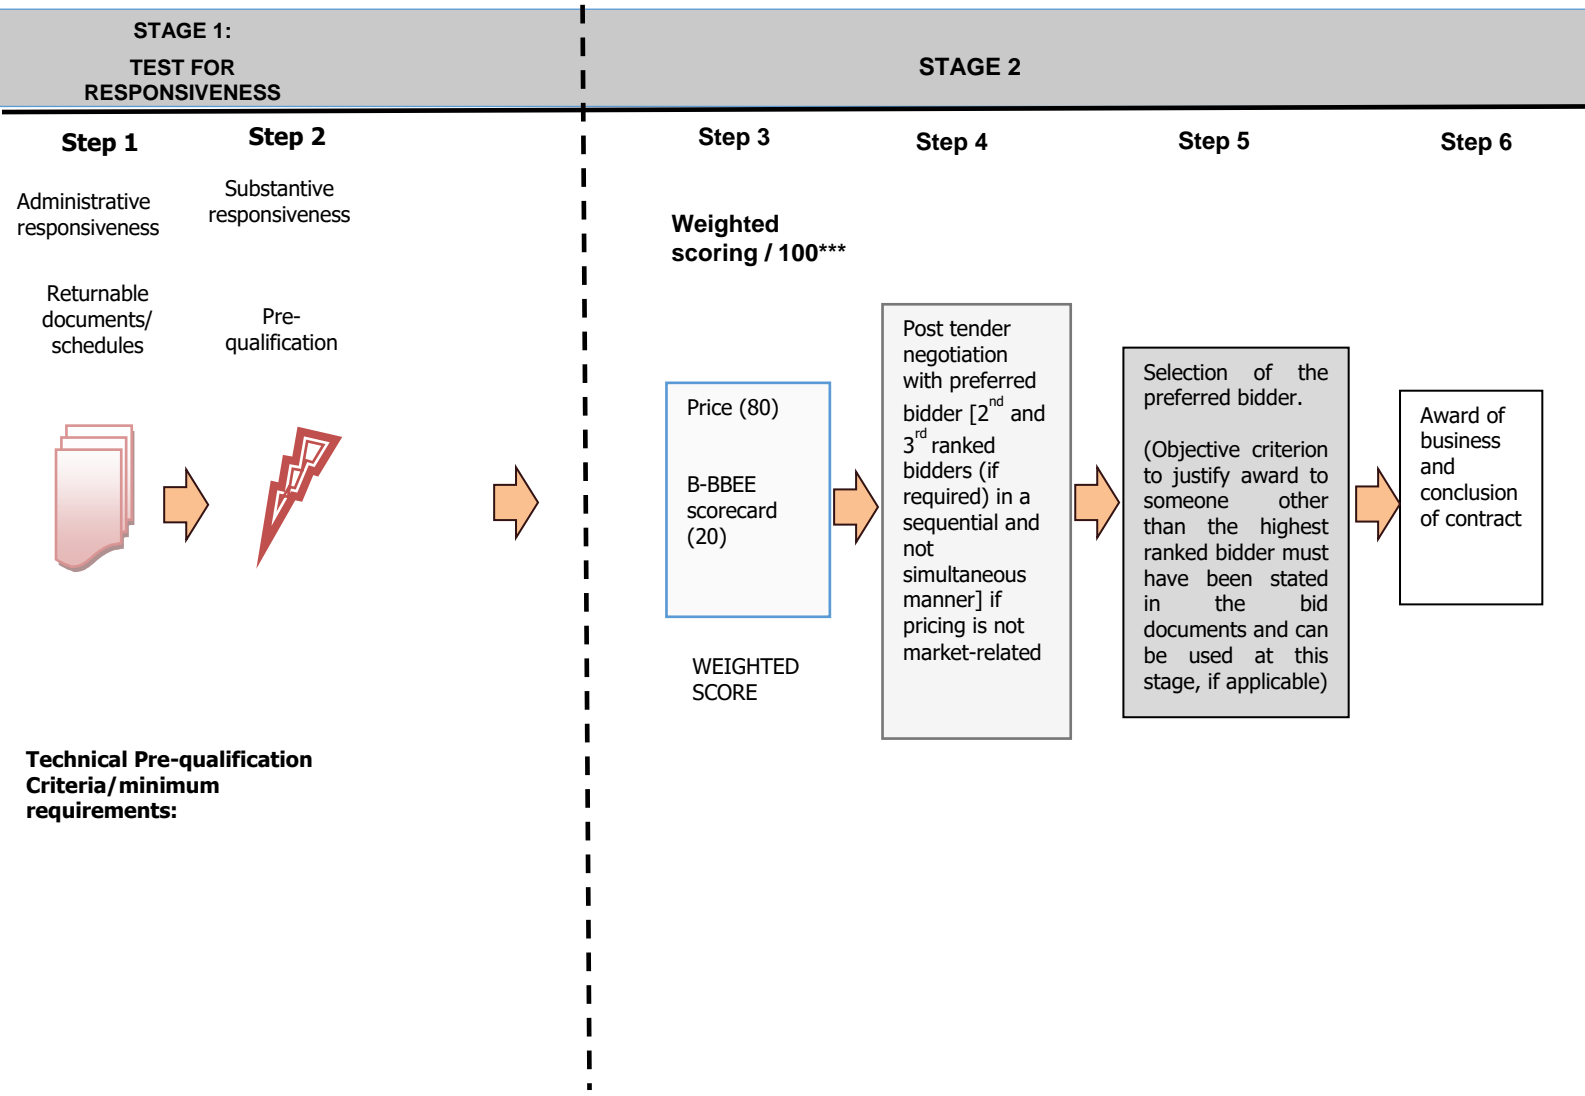 STAGE 1:
TEST FOR
RESPONSIVENESS
STAGE 2
Step 1
Step 2
Step 3
Step 4
Step 5
Step 6
Administrative
responsiveness
Substantive
responsiveness
Weighted
scoring / 100***
Returnable
documents/
schedules
Pre-
qualification
Price (80)
B-BBEE
scorecard
(20)
WEIGHTED
SCORE
Post tender
negotiation
with preferred
bidder [2nd and
3rd ranked
bidders (if
required) in a
sequential and
not
simultaneous
manner] if
pricing is not
market-related
Selection of the
preferred bidder.
(Objective criterion
to justify award to
someone other
than the highest
ranked bidder must
have been stated
in the bid
documents and can
be used at this
stage, if applicable)
Award of
business
and
conclusion
of contract
Technical Pre-qualification
Criteria/minimum
requirements: